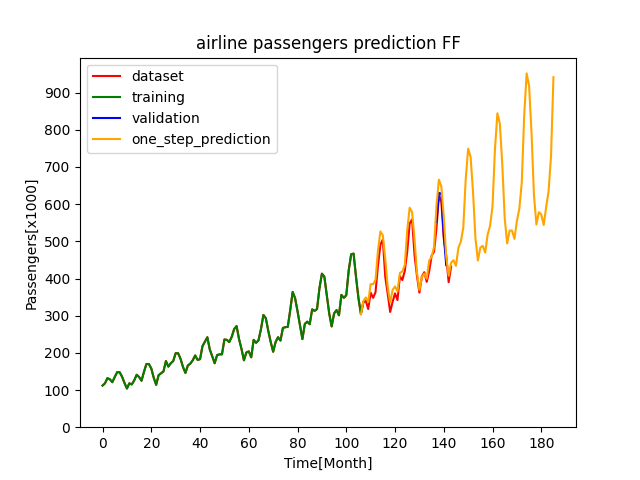 airline passengers prediction FF
dataset
training
validation
one_step_prediction
Passengers[x1000]
900
800
700
600
500
400
300
200
100
0
0 20 40 60 80 100 120 140 160 180
Time[Month]